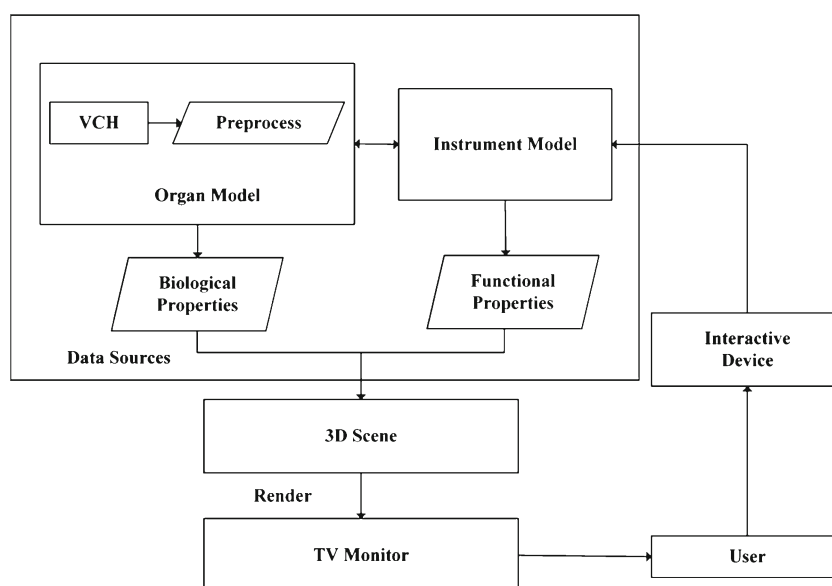 VCH
Preprocess
Instrument Model
Organ Model
Biological
Properties
Functional
Properties
Data Sources
Interactive
Device
3D Scene
Render
TV Monitor
User